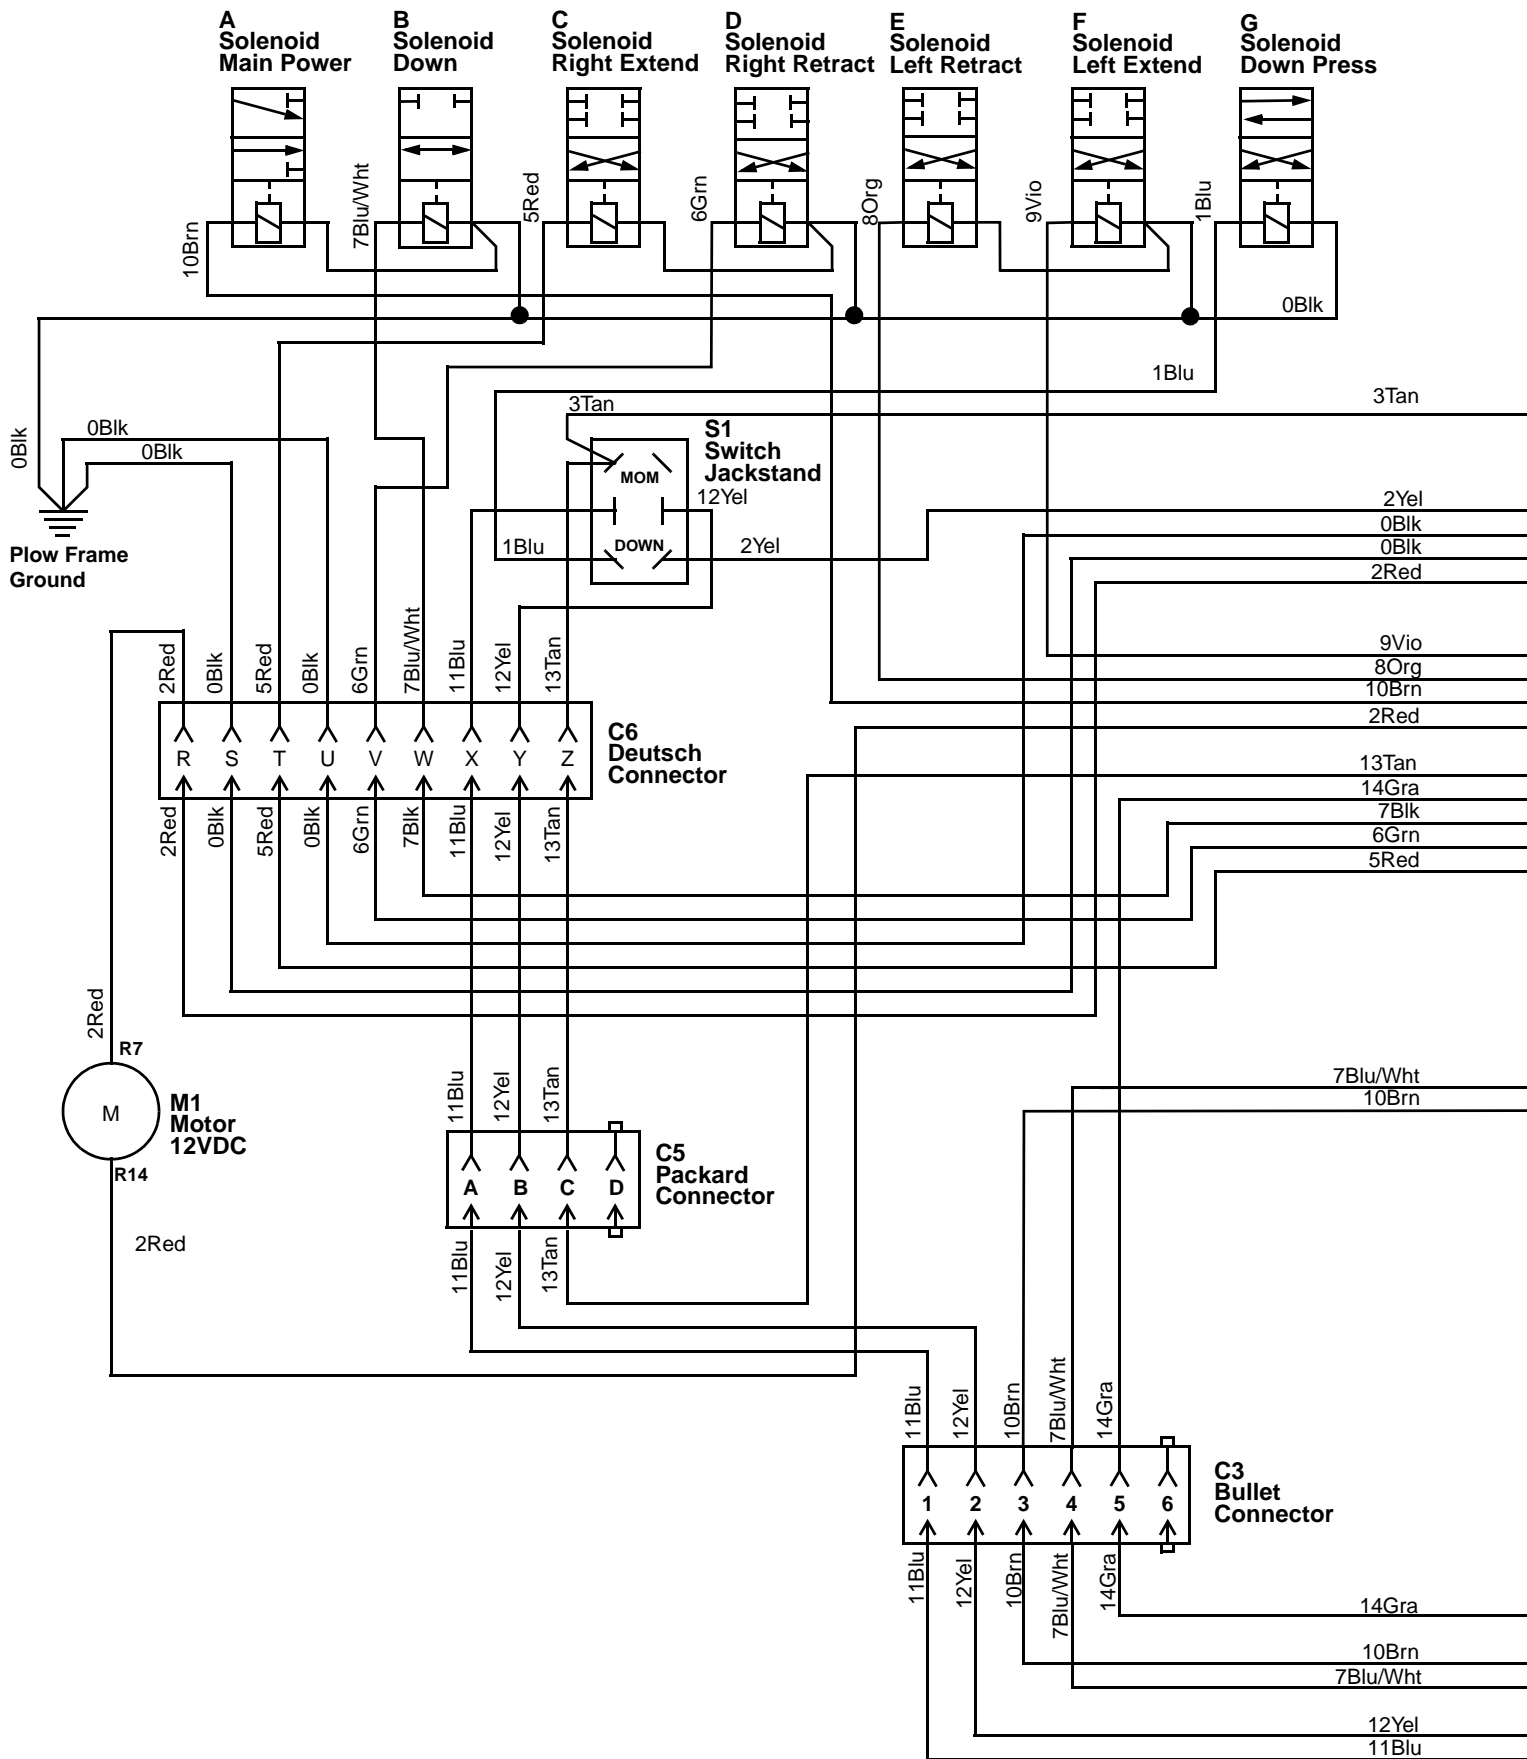 A
Solenoid
Main Power
B
Solenoid
Down
C
Solenoid
Right Extend
D
Solenoid
Right Retract
E
Solenoid
Left Retract
F
Solenoid
Left Extend
G
Solenoid
Down Press
10Brn
7Blu/Wht
5Red
6Grn
8Org
9Vio
1Blu
0Blk
1Blu
3Tan
3Tan
0Blk
0Blk
0Blk
S1
Switch
Jackstand
MOM
12Yel
2Yel
0Blk
0Blk
2Red
1Blu
DOWN
2Yel
Plow Frame
Ground
2Red
0Blk
5Red
0Blk
6Grn
7Blu/Wht
11Blu
12Yel
13Tan
9Vio
8Org
10Brn
2Red
R
S
T
U
V
W
X
Y
Z
C6
Deutsch
Connector
13Tan
14Gra
7Blk
6Grn
5Red
2Red
0Blk
5Red
0Blk
6Grn
7Blk
11Blu
12Yel
13Tan
2Red
R7
M
M1
Motor
12VDC
R14
2Red
11Blu
12Yel
13Tan
7Blu/Wht
10Brn
A
B
C
D
C5
Packard
Connector
11Blu
12Yel
13Tan
11Blu
12Yel
10Brn
7Blu/Wht
14Gra
1
2
3
4
5
6
C3
Bullet
Connector
11Blu
12Yel
10Brn
7Blu/Wht
14Gra
14Gra
10Brn
7Blu/Wht
12Yel
11Blu